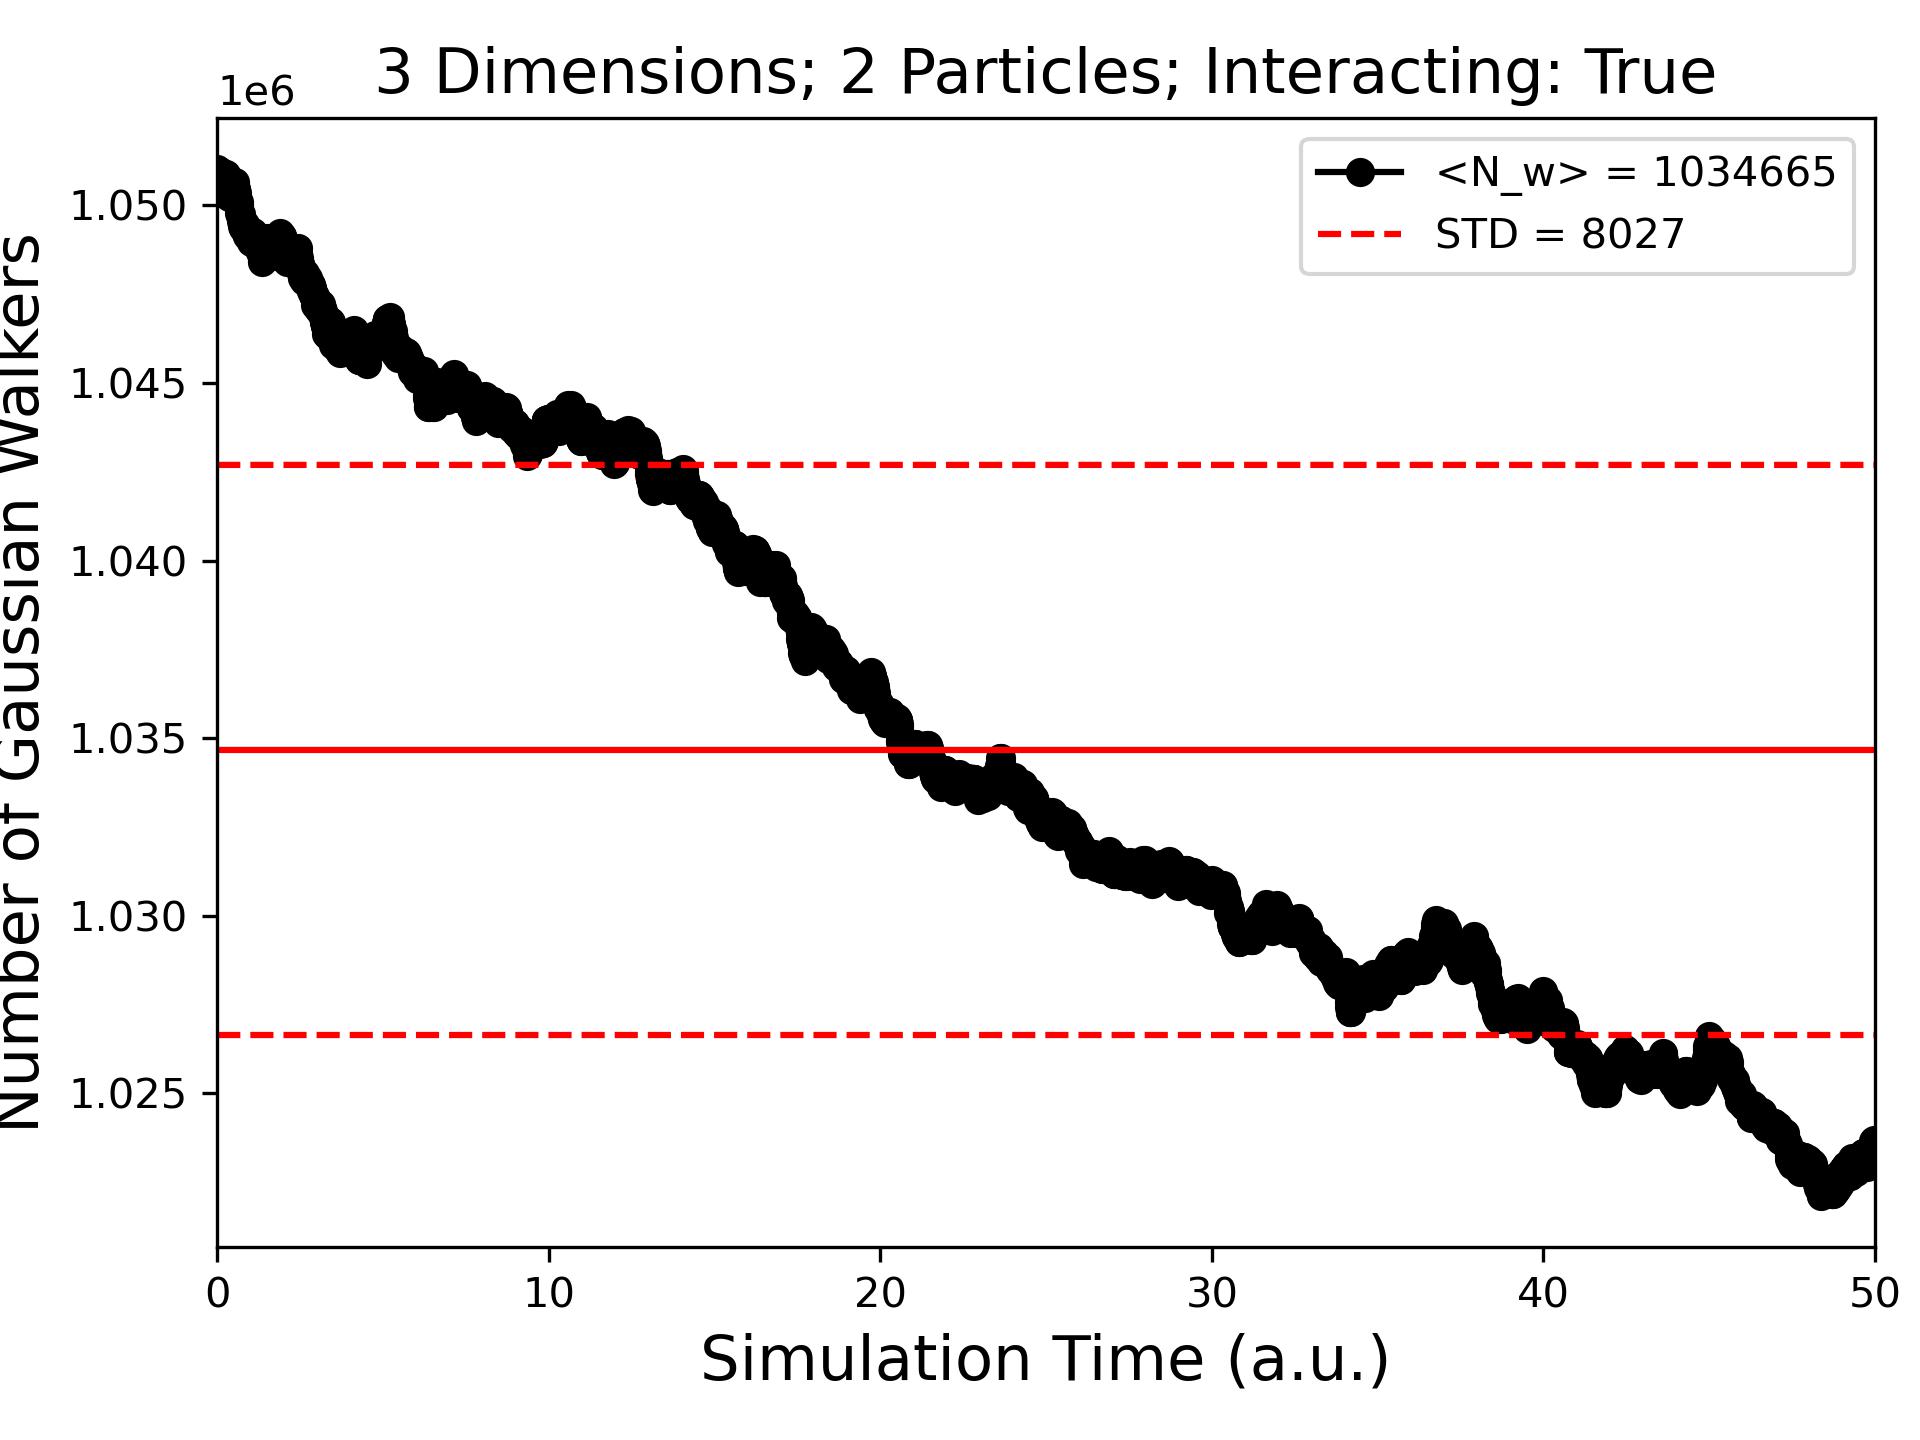 3 Dimensions; 2 Particles; Interacting: True
1e6
<N_w> = 1034665
STD = 8027
Number of Gaussian Walkers
1.050
1.045
1.040
1.035
1.030
1.025
0 10 20 30 40 50
Simulation Time (a.u.)